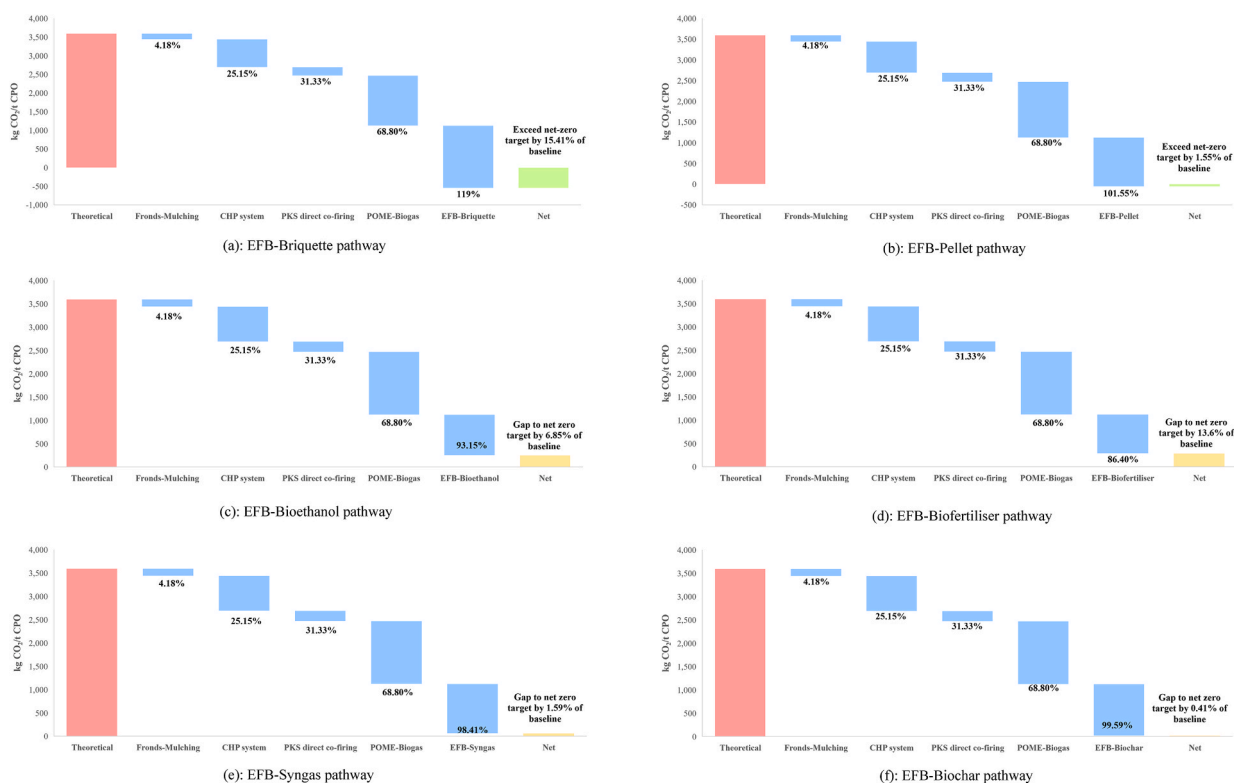 4,000
3,500
3,000
2,500
2,000
1,500
1,000
500
0
-500
-1,000
kg CO₂/t CPO
4.18%
25.15%
31.33%
68.80%
119%
Exceed net-zero
target by 15.41% of
baseline
Theoretical Fronds-Mulching CHP system PKS direct co-firing POME-Biogas EFB-Briquette Net
(a): EFB-Briquette pathway
4,000
3,500
3,000
2,500
2,000
1,500
1,000
500
0
-500
kg CO₂/t CPO
4.18%
25.15%
31.33%
68.80%
101.55%
Exceed net-zero
target by 1.55% of
baseline
Theoretical Fronds-Mulching CHP system PKS direct co-firing POME-Biogas EFB-Pellet Net
(b): EFB-Pellet pathway
4,000
3,500
3,000
2,500
2,000
1,500
1,000
500
0
kg CO₂/t CPO
4.18%
25.15%
31.33%
68.80%
93.15%
Gap to net zero
target by 6.85% of
baseline
Theoretical Fronds-Mulching CHP system PKS direct co-firing POME-Biogas EFB-Bioethanol Net
(c): EFB-Bioethanol pathway
4,000
3,500
3,000
2,500
2,000
1,500
1,000
500
0
kg CO₂/t CPO
4.18%
25.15%
31.33%
68.80%
86.40%
Gap to net zero
target by 13.6% of
baseline
Theoretical Fronds-Mulching CHP system PKS direct co-firing POME-Biogas EFB-Biofertiliser Net
(d): EFB-Biofertiliser pathway
4,000
3,500
3,000
2,500
2,000
1,500
1,000
500
0
kg CO₂/t CPO
4.18%
25.15%
31.33%
68.80%
98.41%
Gap to net zero
target by 1.59% of
baseline
Theoretical Fronds-Mulching CHP system PKS direct co-firing POME-Biogas EFB-Syngas Net
(e): EFB-Syngas pathway
4,000
3,500
3,000
2,500
2,000
1,500
1,000
500
0
kg CO₂/t CPO
4.18%
25.15%
31.33%
68.80%
99.59%
Gap to net zero
target by 0.41% of
baseline
Theoretical Fronds-Mulching CHP system PKS direct co-firing POME-Biogas EFB-Biochar Net
(f): EFB-Biochar pathway